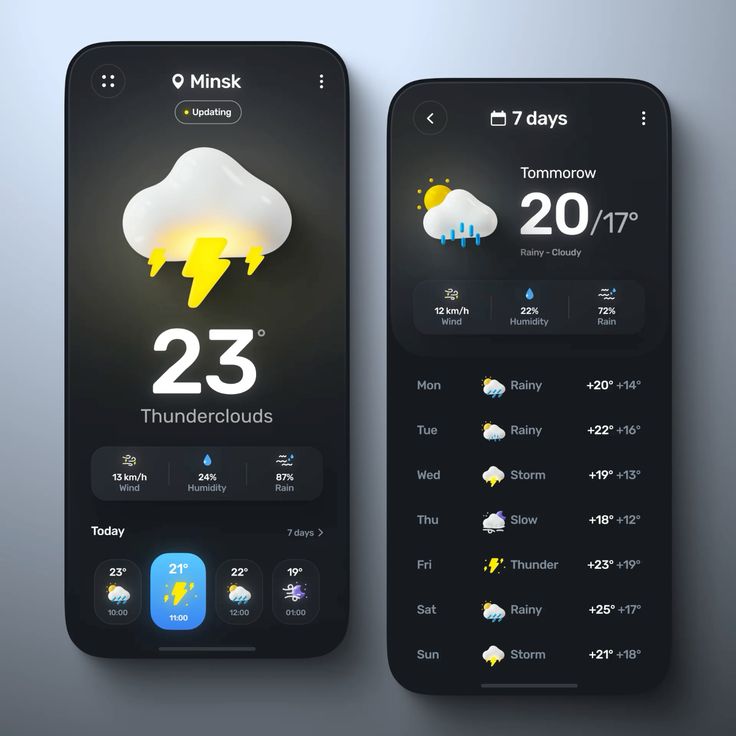 Minsk
Updating
23°
Thunderclouds
13 km/h 24% 87%
Wind Humidity Rain
Today 7 days
23° 21° 22° 19°
10:00 11:00 12:00 01:00
7 days
Tommorow
20/17°
Rainy - Cloudy
12 km/h 22% 72%
Wind Humidity Rain
Mon Rainy +20° +14°
Tue Rainy +22° +16°
Wed Storm +19° +13°
Thu Slow +18° +12°
Fri Thunder +23° +19°
Sat Rainy +25° +17°
Sun Storm +21° +18°